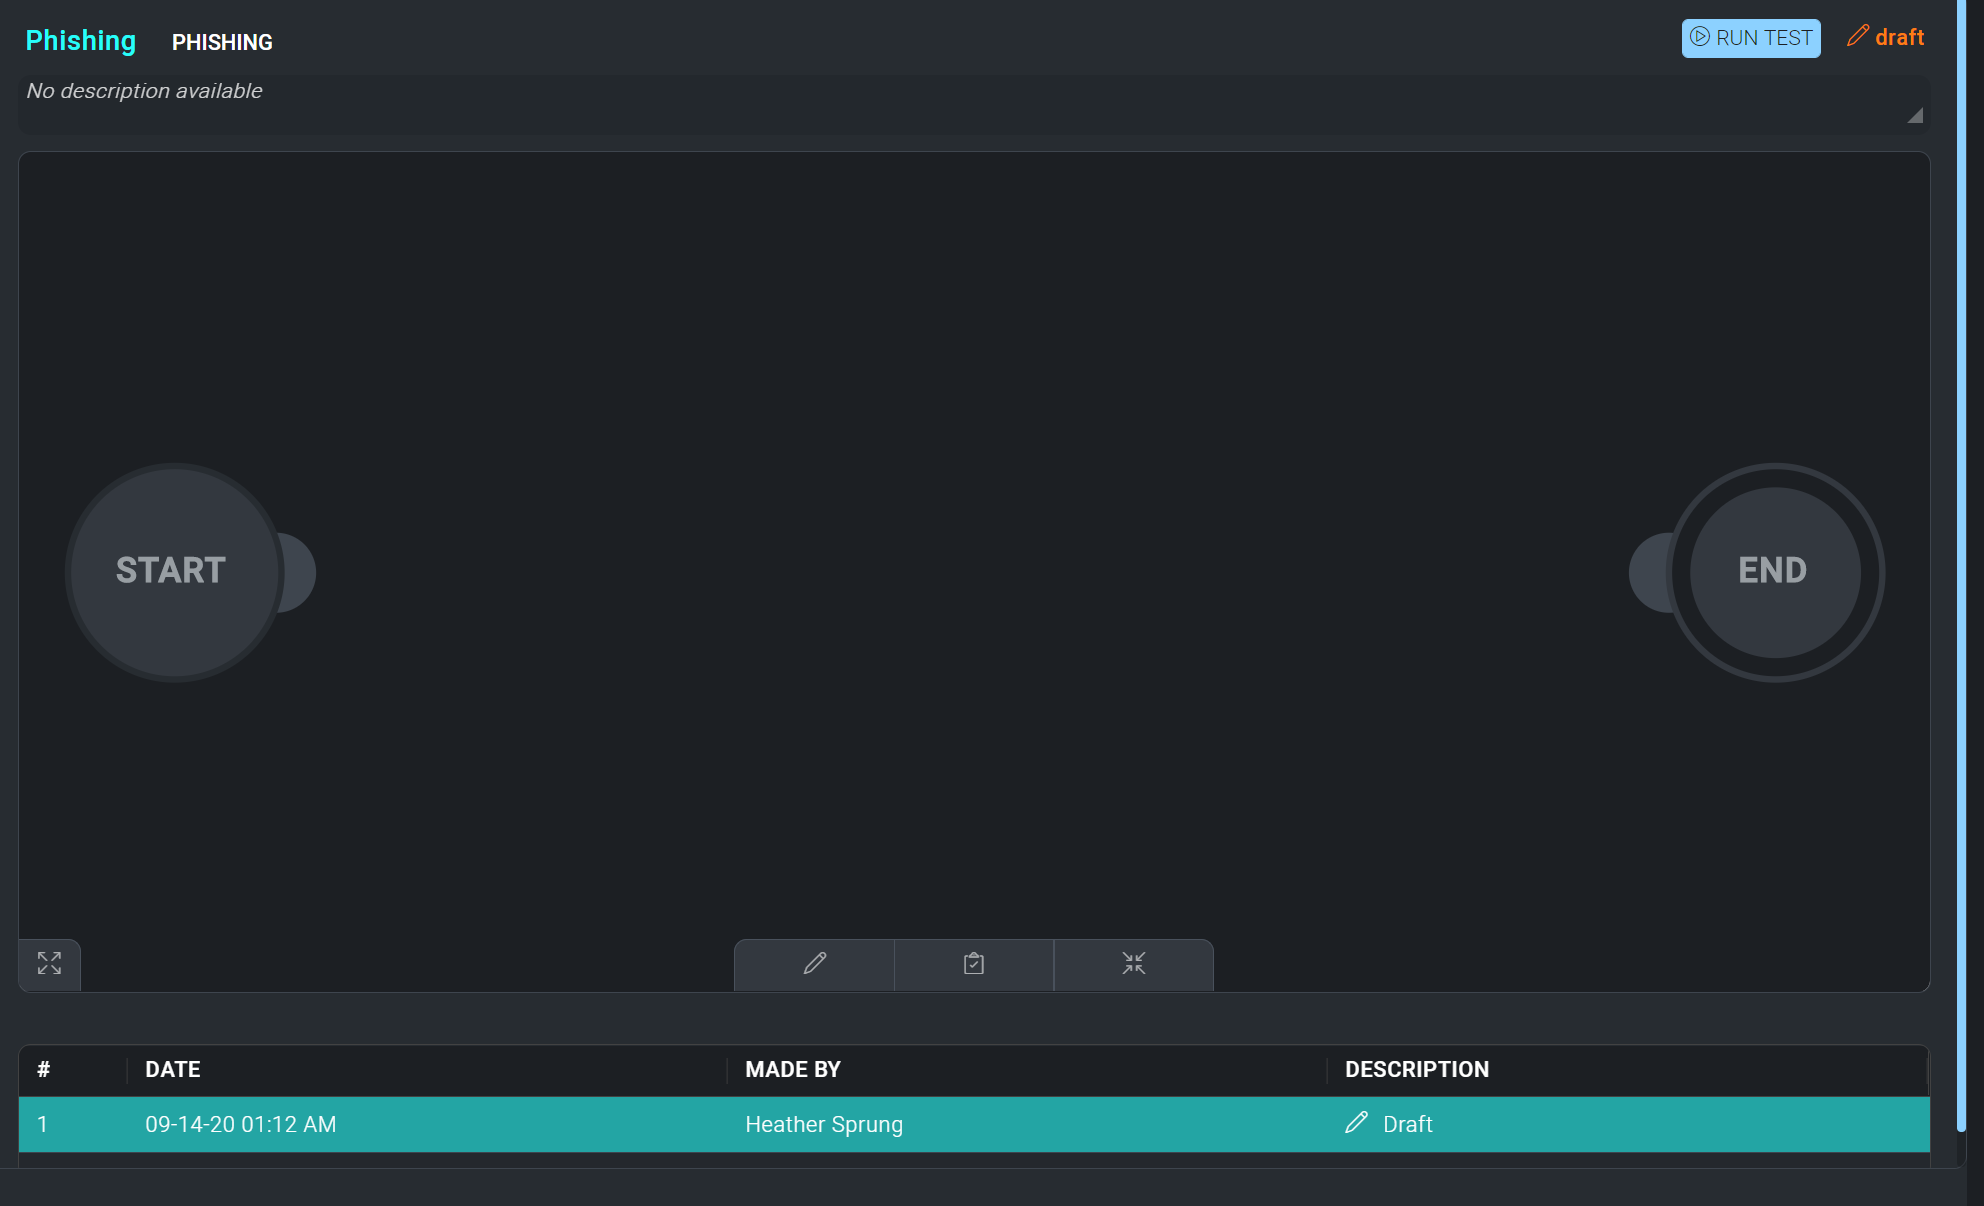 Phishing PHISHING RUN TEST draft
No description available
START END
# DATE MADE BY DESCRIPTION
1 09-14-20 01:12 AM Heather Sprung Draft